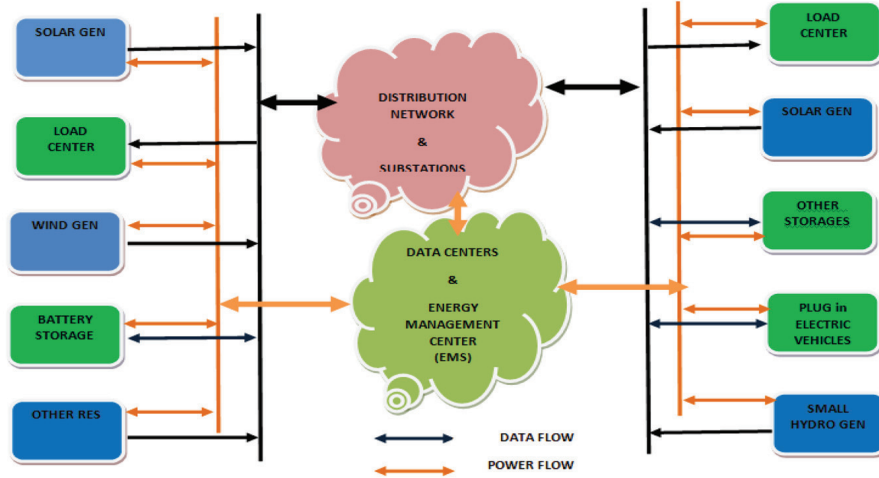 SOLAR GEN
LOAD
CENTER
WIND GEN
BATTERY
STORAGE
OTHER RES
DISTRIBUTION
NETWORK
&
SUBSTATIONS
DATA CENTERS
&
ENERGY
MANAGEMENT
CENTER
(EMS)
DATA FLOW
POWER FLOW
LOAD
CENTER
SOLAR GEN
OTHER
STORAGES
PLUG in
ELECTRIC
VEHICLES
SMALL
HYDRO GEN